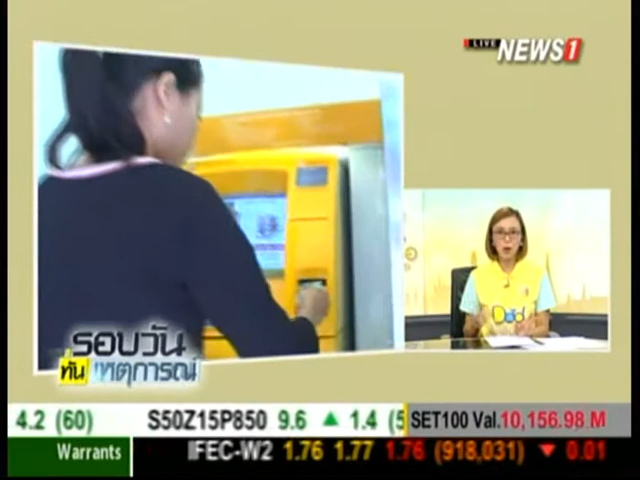 LIVE NEWS1
Dad
รอบวัน
ทันเหตุการณ์
4.2 (60) S50Z15P850 9.6 ▲ 1.4 (5 SET100 Val.10,156.98 M
Warrants IFEC-W2 1.76 1.77 1.76 (918,031) ▼ 0.01